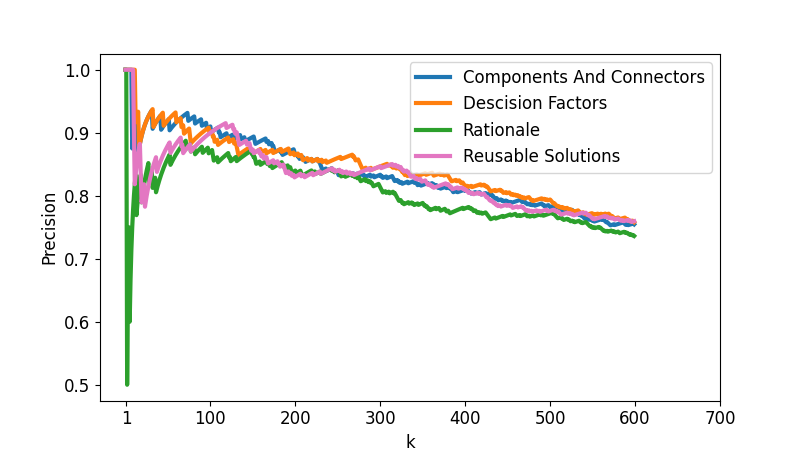 Components And Connectors
Descision Factors
Rationale
Reusable Solutions
1.0
0.9
0.8
0.7
0.6
0.5
Precision
1 100 200 300 400 500 600 700
k